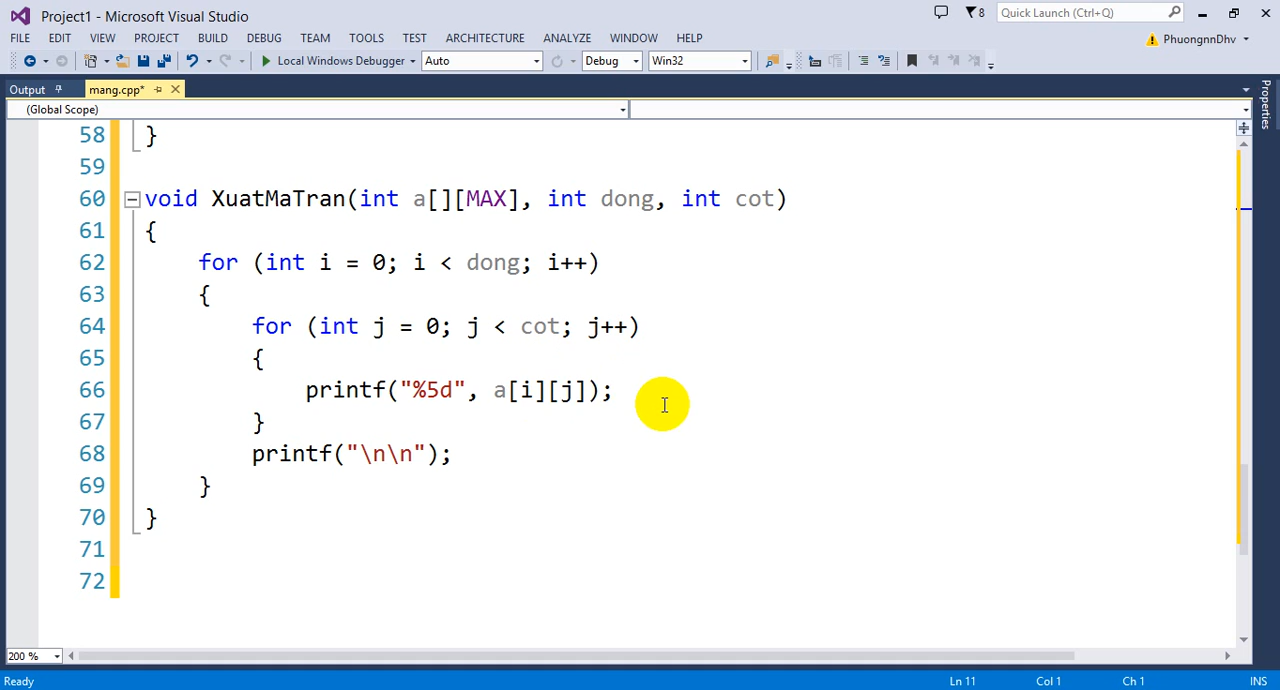 Project1 - Microsoft Visual Studio
8
Quick Launch (Ctrl+Q)
FILE EDIT VIEW PROJECT BUILD DEBUG TEAM TOOLS TEST ARCHITECTURE ANALYZE WINDOW HELP
PhuongnnDhv
Local Windows Debugger Auto Debug Win32
Output mang.cpp*
Properties
(Global Scope)
58 }
59
60 void XuatMaTran(int a[][MAX], int dong, int cot)
61 {
62 for (int i = 0; i < dong; i++)
63 {
64 for (int j = 0; j < cot; j++)
65 {
66 printf("%5d", a[i][j]);
67 }
68 printf("\n\n");
69 }
70 }
71
72
200 %
Ready Ln 11 Col 1 Ch 1 INS